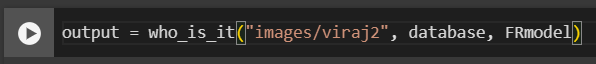 output = who_is_it("images/viraj2", database, FRmodel)